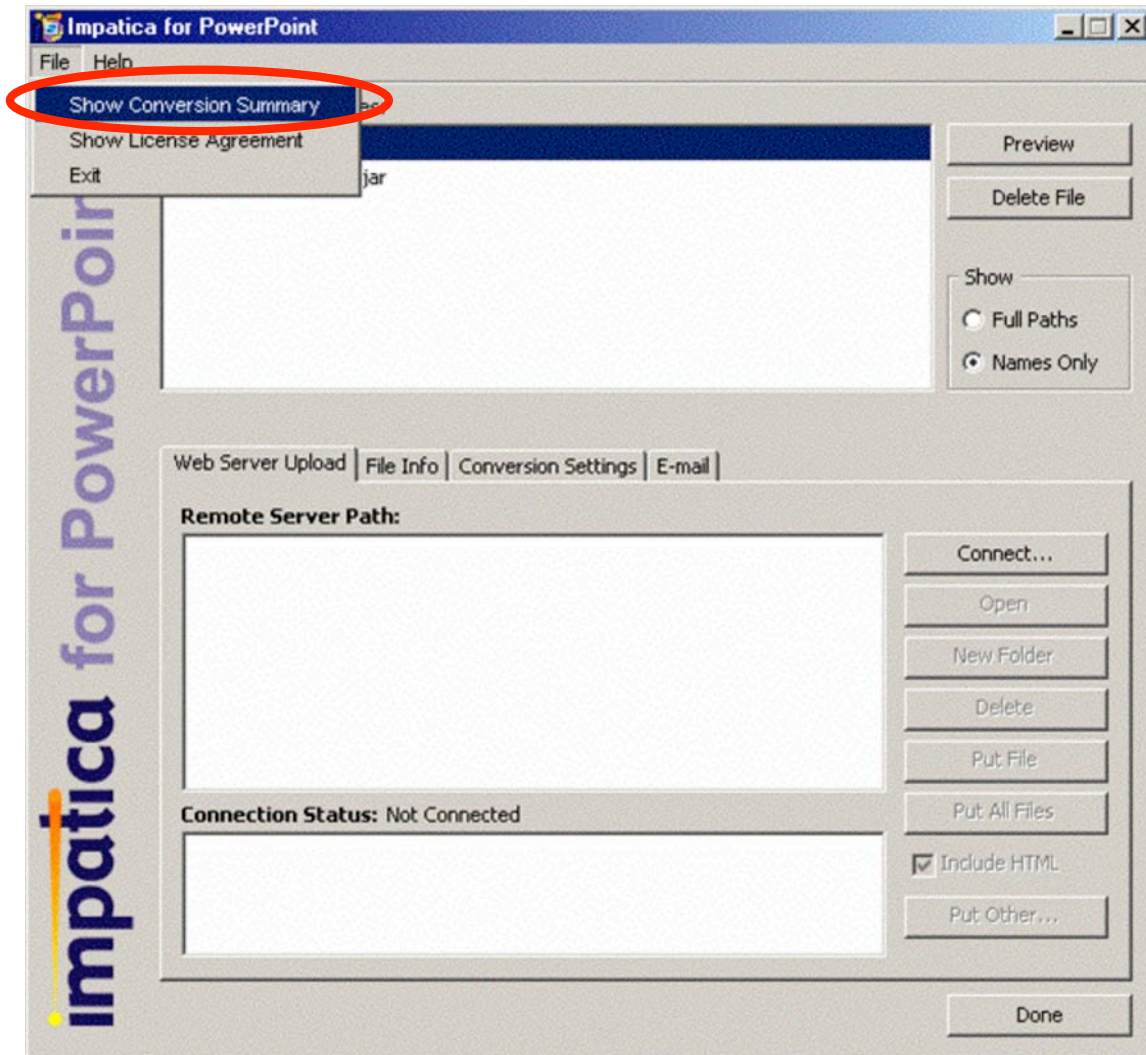 Impatica for PowerPoint
File Help
Show Conversion Summary
Show License Agreement
Exit
jar
Preview
Delete File
Show
Full Paths
Names Only
Web Server Upload File Info Conversion Settings E-mail
Remote Server Path:
Connect...
Open
New Folder
Delete
Put File
Put All Files
Include HTML
Put Other...
Connection Status: Not Connected
Done
impatica for PowerPoin